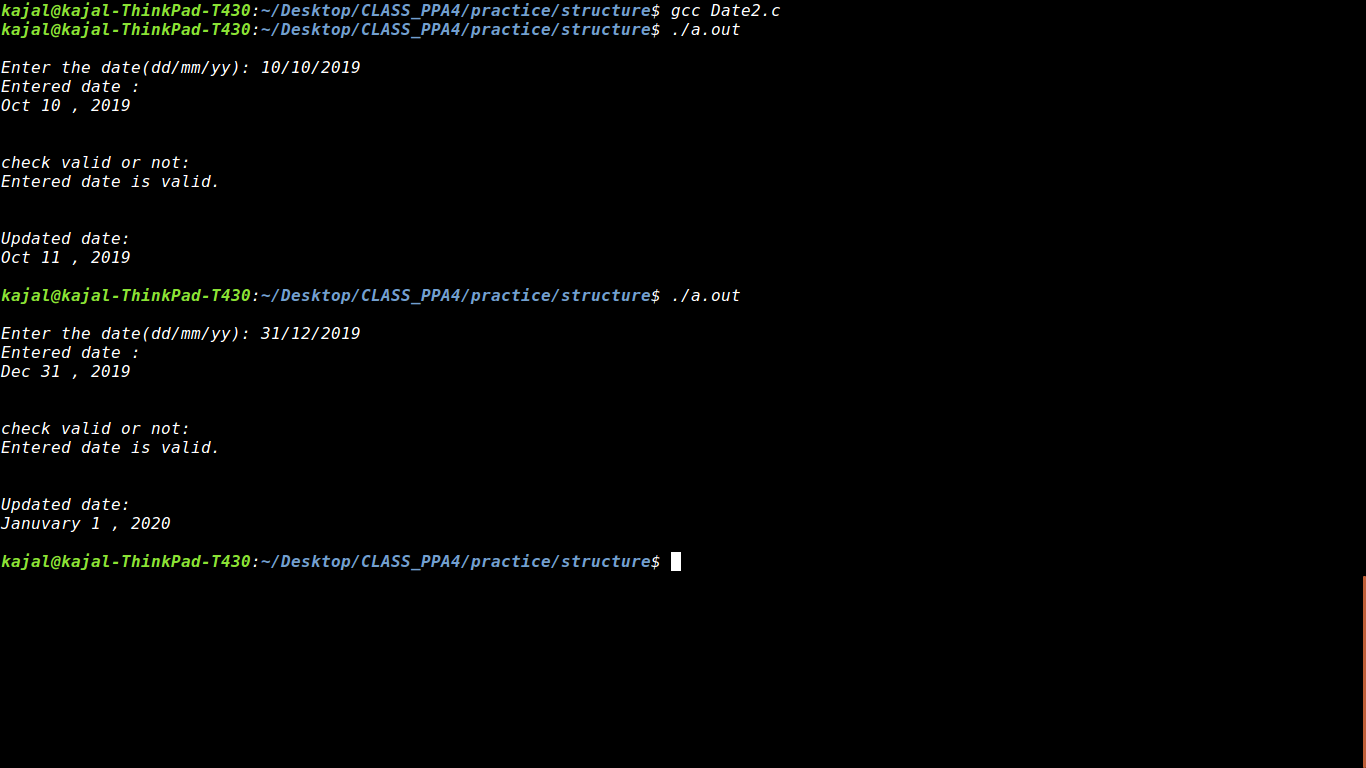 kajal@kajal-ThinkPad-T430:~/Desktop/CLASS_PPA4/practice/structure$ gcc Date2.c
kajal@kajal-ThinkPad-T430:~/Desktop/CLASS_PPA4/practice/structure$ ./a.out
Enter the date(dd/mm/yy): 10/10/2019
Entered date :
Oct 10 , 2019
check valid or not:
Entered date is valid.
Updated date:
Oct 11 , 2019
kajal@kajal-ThinkPad-T430:~/Desktop/CLASS_PPA4/practice/structure$ ./a.out
Enter the date(dd/mm/yy): 31/12/2019
Entered date :
Dec 31 , 2019
check valid or not:
Entered date is valid.
Updated date:
Januvary 1 , 2020
kajal@kajal-ThinkPad-T430:~/Desktop/CLASS_PPA4/practice/structure$